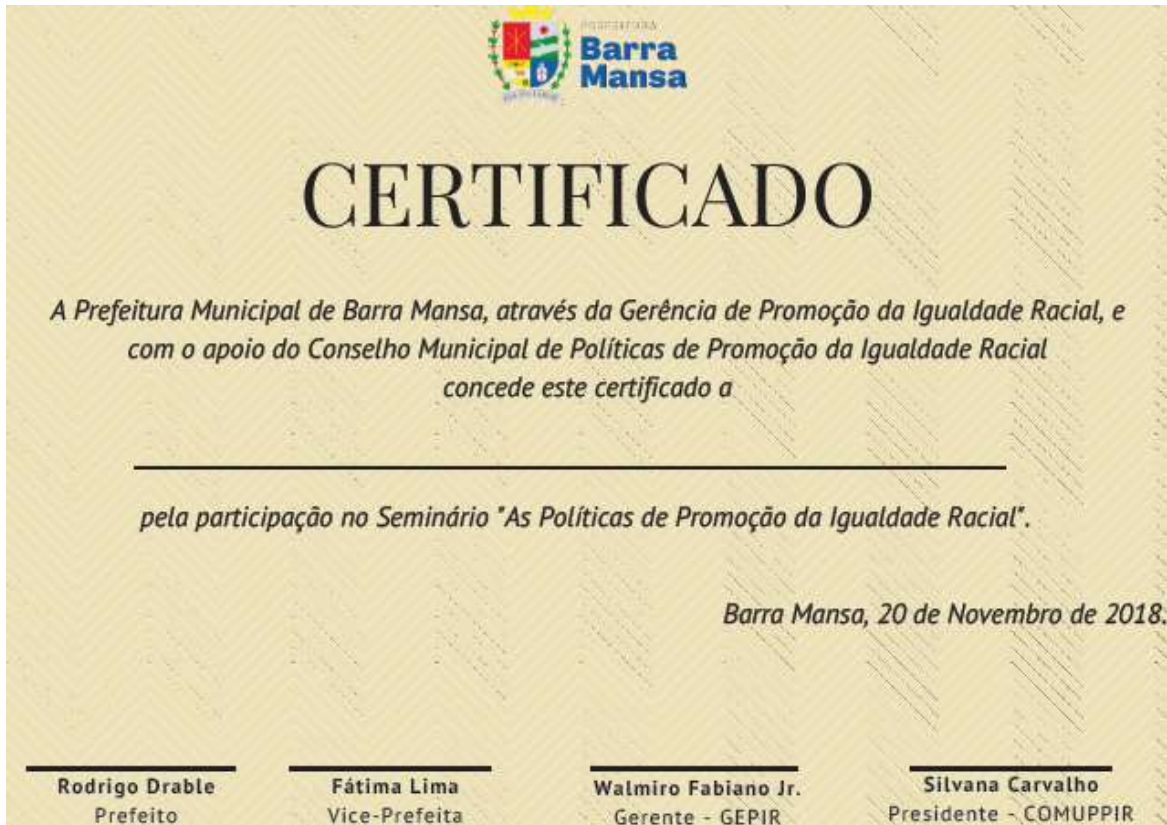 PREFEITURA
Barra
Mansa
CERTIFICADO
A Prefeitura Municipal de Barra Mansa, através da Gerência de Promoção da Igualdade Racial, e
com o apoio do Conselho Municipal de Políticas de Promoção da Igualdade Racial
concede este certificado a
pela participação no Seminário "As Políticas de Promoção da Igualdade Racial".
Barra Mansa, 20 de Novembro de 2018.
Rodrigo Drable
Prefeito
Fátima Lima
Vice-Prefeita
Walmiro Fabiano Jr.
Gerente - GEPIR
Silvana Carvalho
Presidente - COMUPPIR